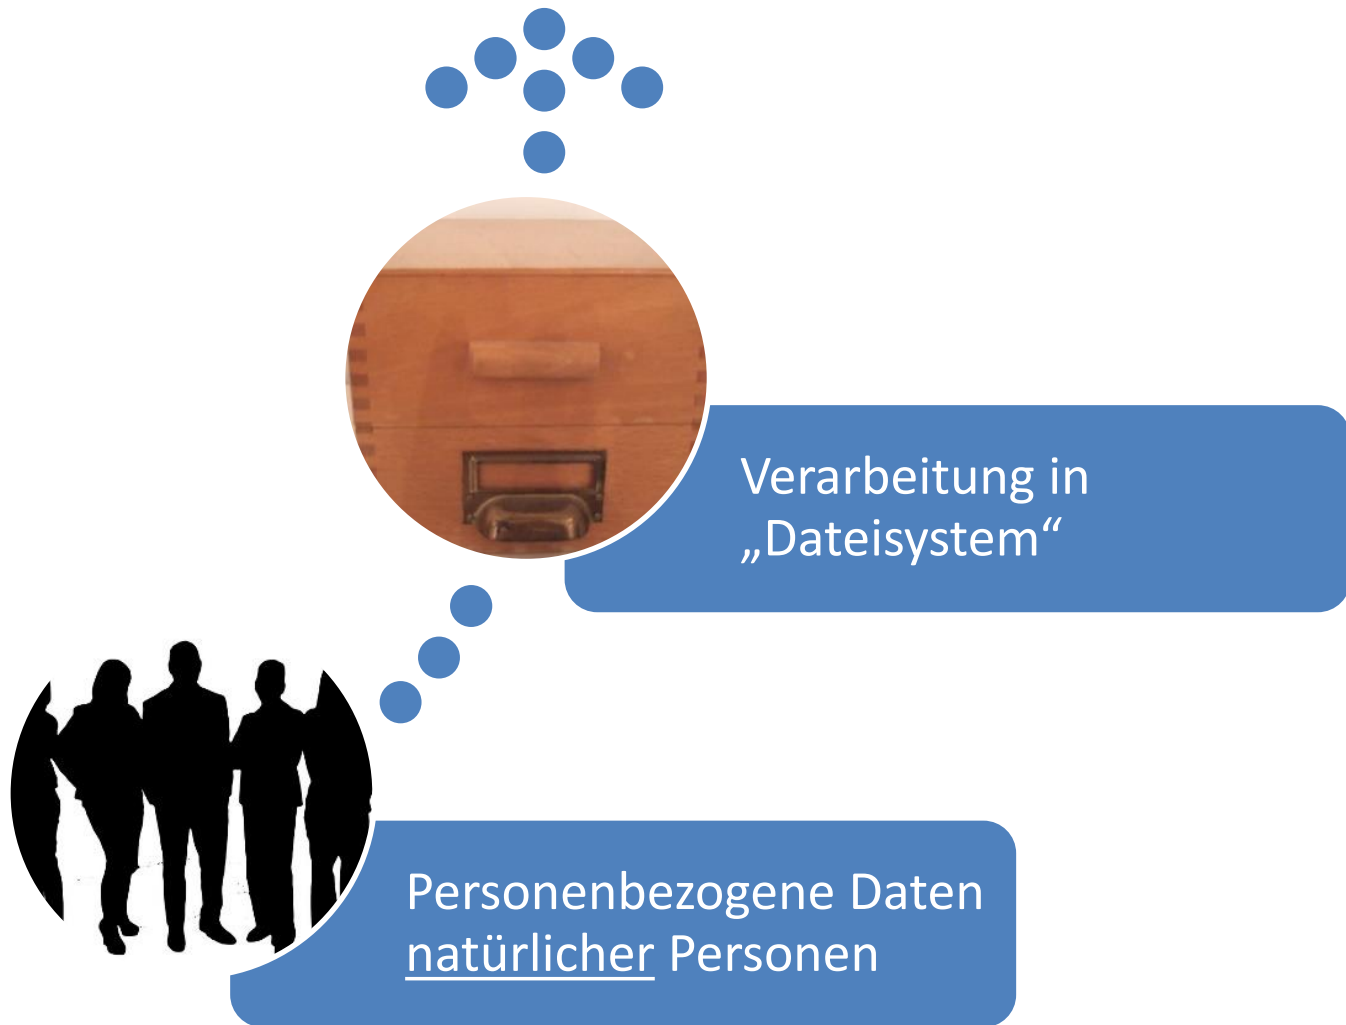 Verarbeitung in
„Dateisystem“
Personenbezogene Daten
natürlicher Personen